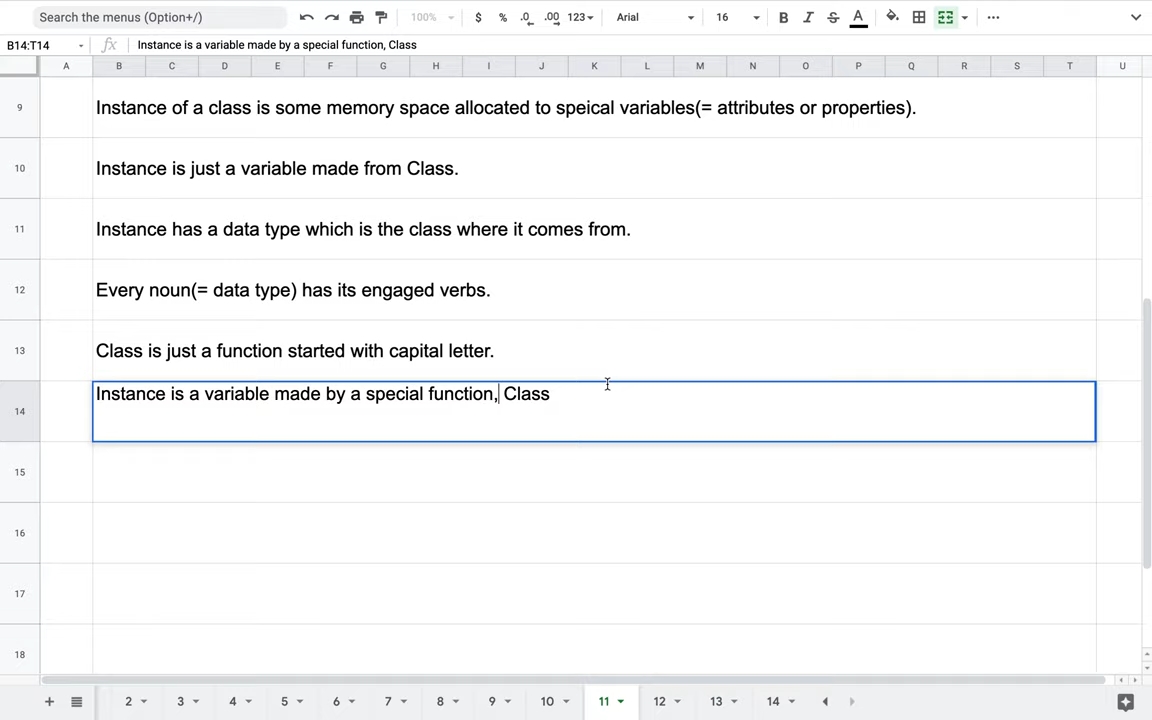 Search the menus (Option+/)
100%
$ % .0 .00 123
Arial
16
B I S A
B14:T14
fx
Instance is a variable made by a special function, Class
A B C D E F G H I J K L M N O P Q R S T U
9 Instance of a class is some memory space allocated to speical variables(= attributes or properties).
10 Instance is just a variable made from Class.
11 Instance has a data type which is the class where it comes from.
12 Every noun(= data type) has its engaged verbs.
13 Class is just a function started with capital letter.
14 Instance is a variable made by a special function, Class
15
16
17
18
2 3 4 5 6 7 8 9 10 11 12 13 14